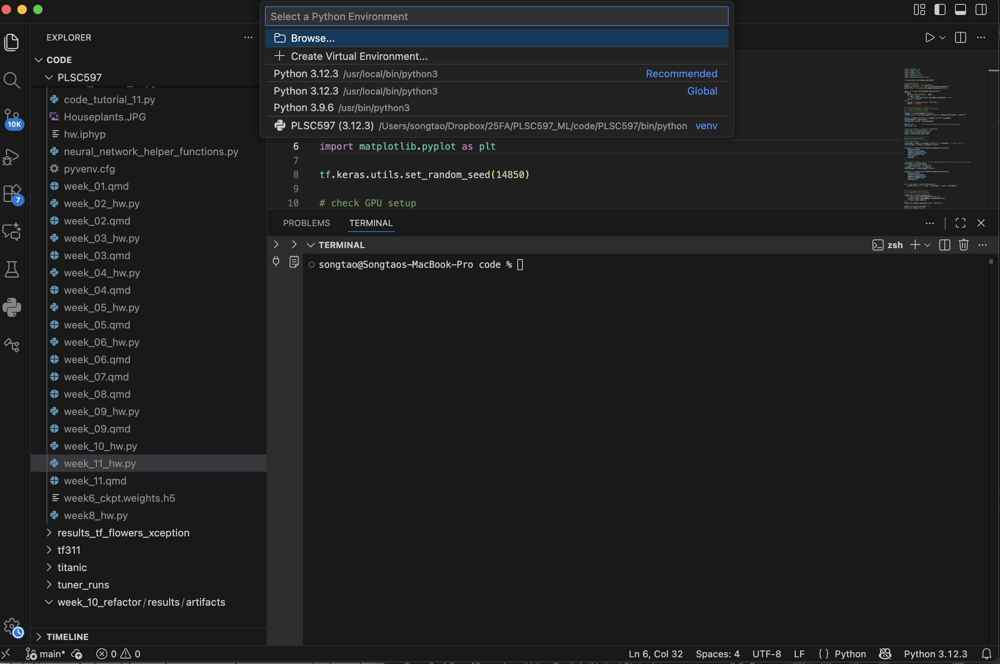 Select a Python Environment
Browse...
Create Virtual Environment...
Python 3.12.3 /usr/local/bin/python3 Recommended
Python 3.12.3 /usr/local/bin/python3 Global
Python 3.9.6 /usr/bin/python3
PLSC597 (3.12.3) /Users/songtao/Dropbox/25FA/PLSC597_ML/code/PLSC597/bin/python venv
EXPLORER
CODE
PLSC597
code_tutorial_11.py
Houseplants.JPG
hw.iphyp
neural_network_helper_functions.py
pyvenv.cfg
week_01.qmd
week_02_hw.py
week_02.qmd
week_03_hw.py
week_03.qmd
week_04_hw.py
week_04.qmd
week_05_hw.py
week_05.qmd
week_06_hw.py
week_06.qmd
week_07.qmd
week_08.qmd
week_09_hw.py
week_09.qmd
week_10_hw.py
week_11_hw.py
week_11.qmd
week6_ckpt.weights.h5
week8_hw.py
results_tf_flowers_xception
tf311
titanic
tuner_runs
week_10_refactor/results/artifacts
TIMELINE
10K
7
6 import matplotlib.pyplot as plt
7
8 tf.keras.utils.set_random_seed(14850)
9
10 # check GPU setup
PROBLEMS TERMINAL
TERMINAL
zsh
songtao@Songtaos-MacBook-Pro code %
main* 0 0
Ln 6, Col 32 Spaces: 4 UTF-8 LF { } Python Python 3.12.3